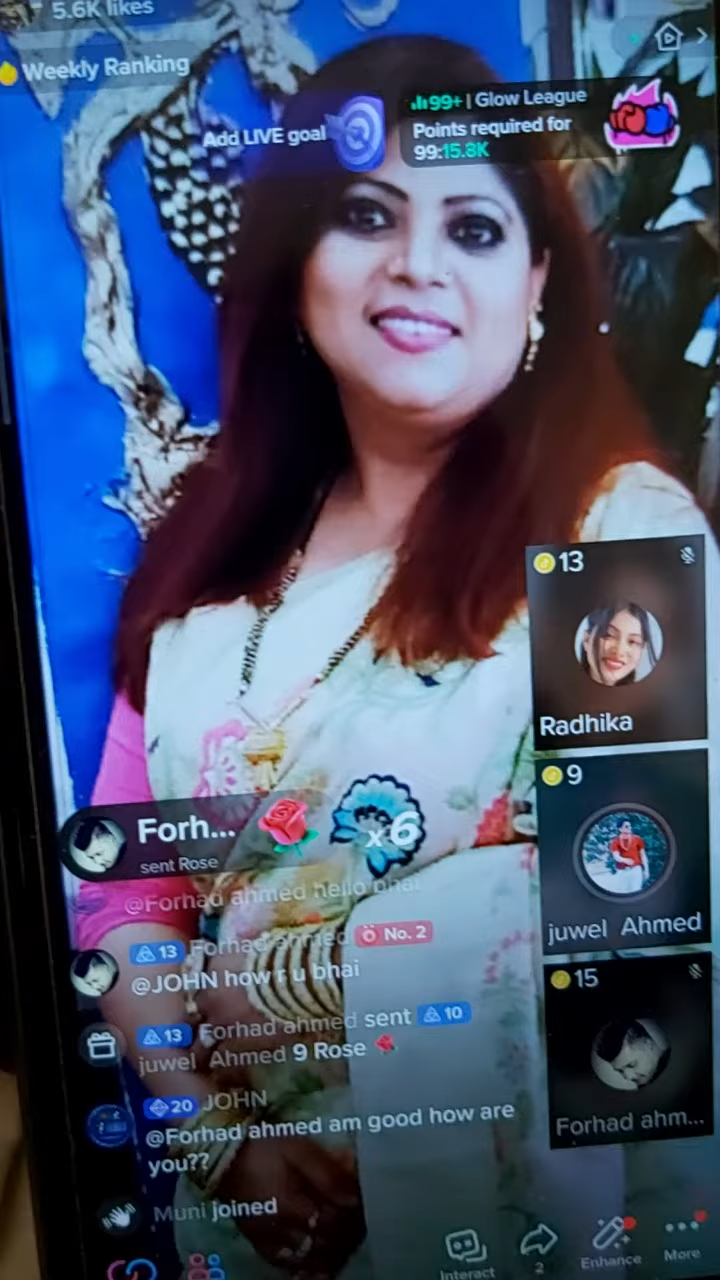 5.6K likes
Weekly Ranking
Add LIVE goal
99+ | Glow League
Points required for
99:15.8K
13
Radhika
9
juwel Ahmed
15
Forhad ahm...
Forh...
sent Rose
x6
@Forhad ahmed hello bhai
13 Forhad ahmed No. 2
@JOHN how r u bhai
13 Forhad ahmed sent 10
juwel Ahmed 9 Rose
20 JOHN
@Forhad ahmed am good how are
you??
Muni joined
Interact
2
Enhance
More